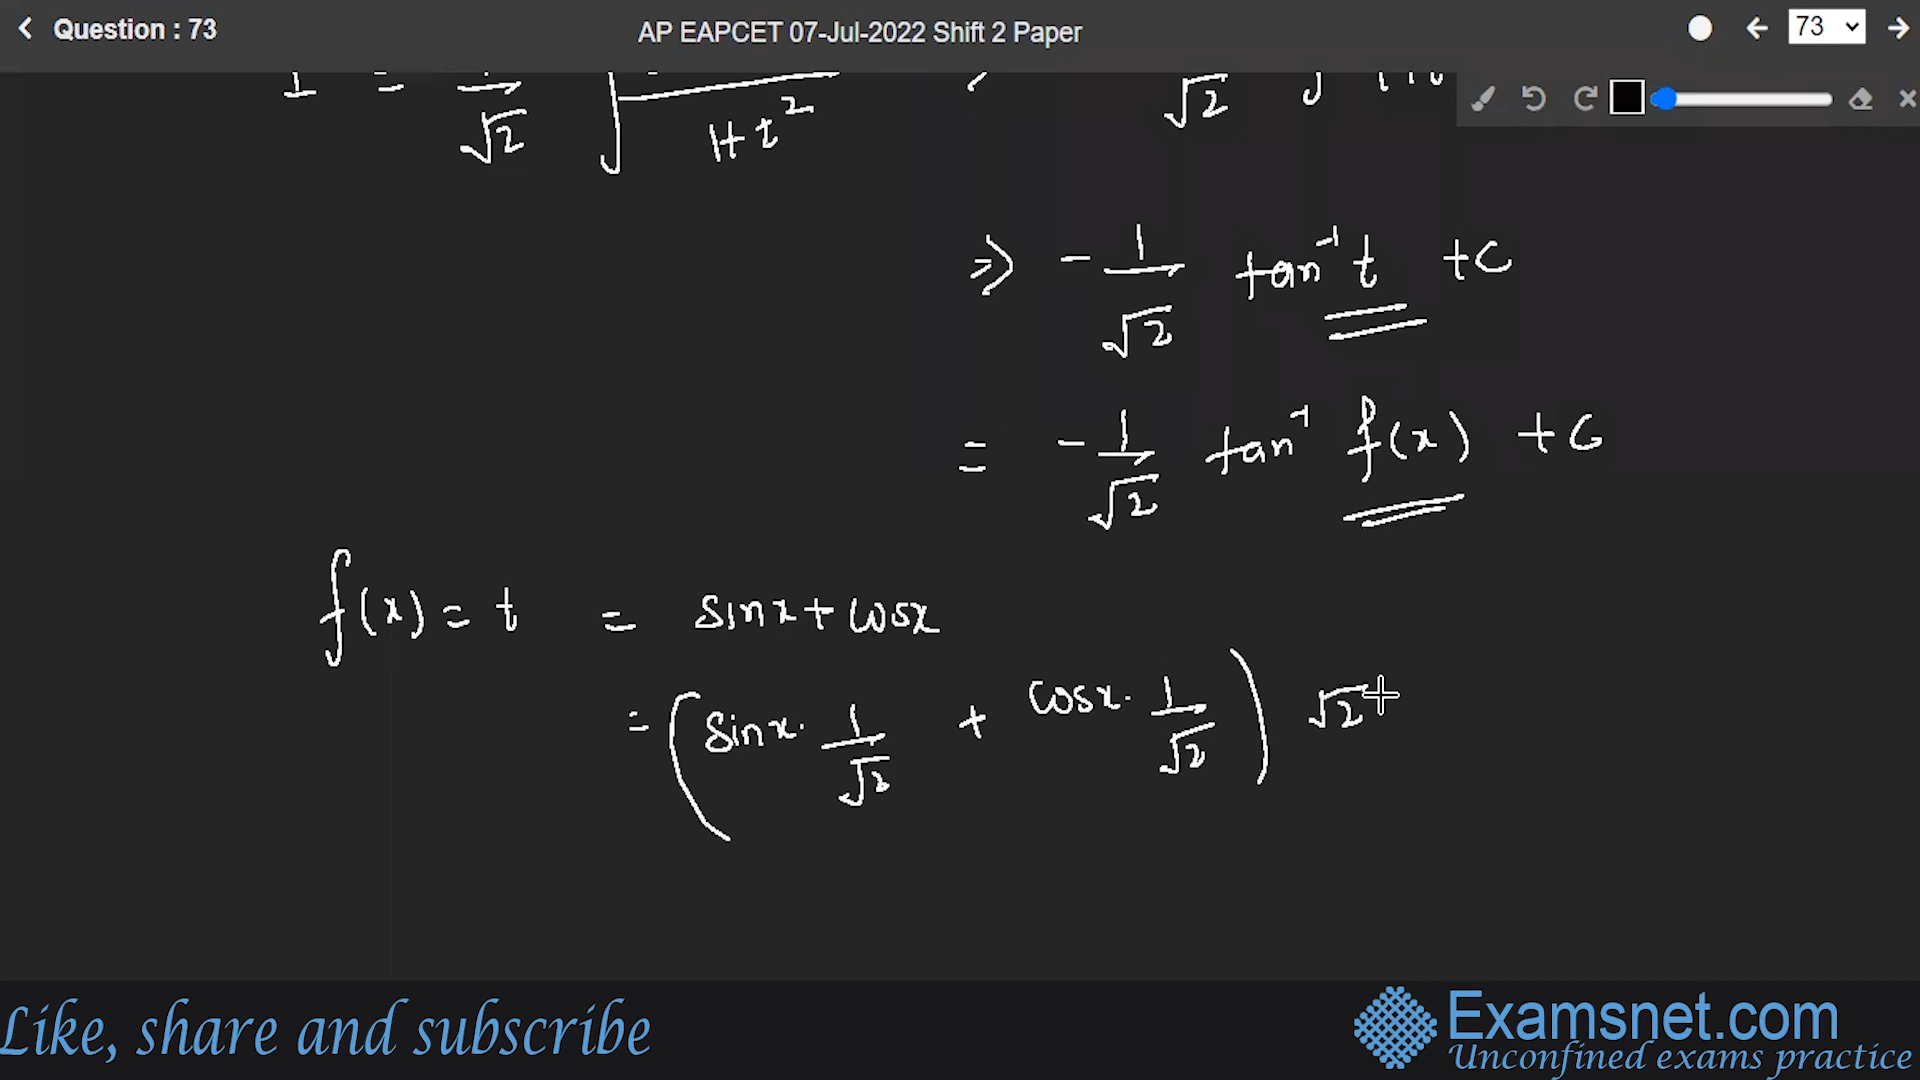 Question : 73
AP EAPCET 07-Jul-2022 Shift 2 Paper
73
√2 1+t²
√2
⇒ - 1/√2 tan⁻¹ t + C
= - 1/√2 tan⁻¹ f(x) + C
f(x) = t = sinx + cosx
= (sinx · 1/√2 + cosx · 1/√2) √2
Like, share and subscribe
Examsnet.com
Unconfined exams practice